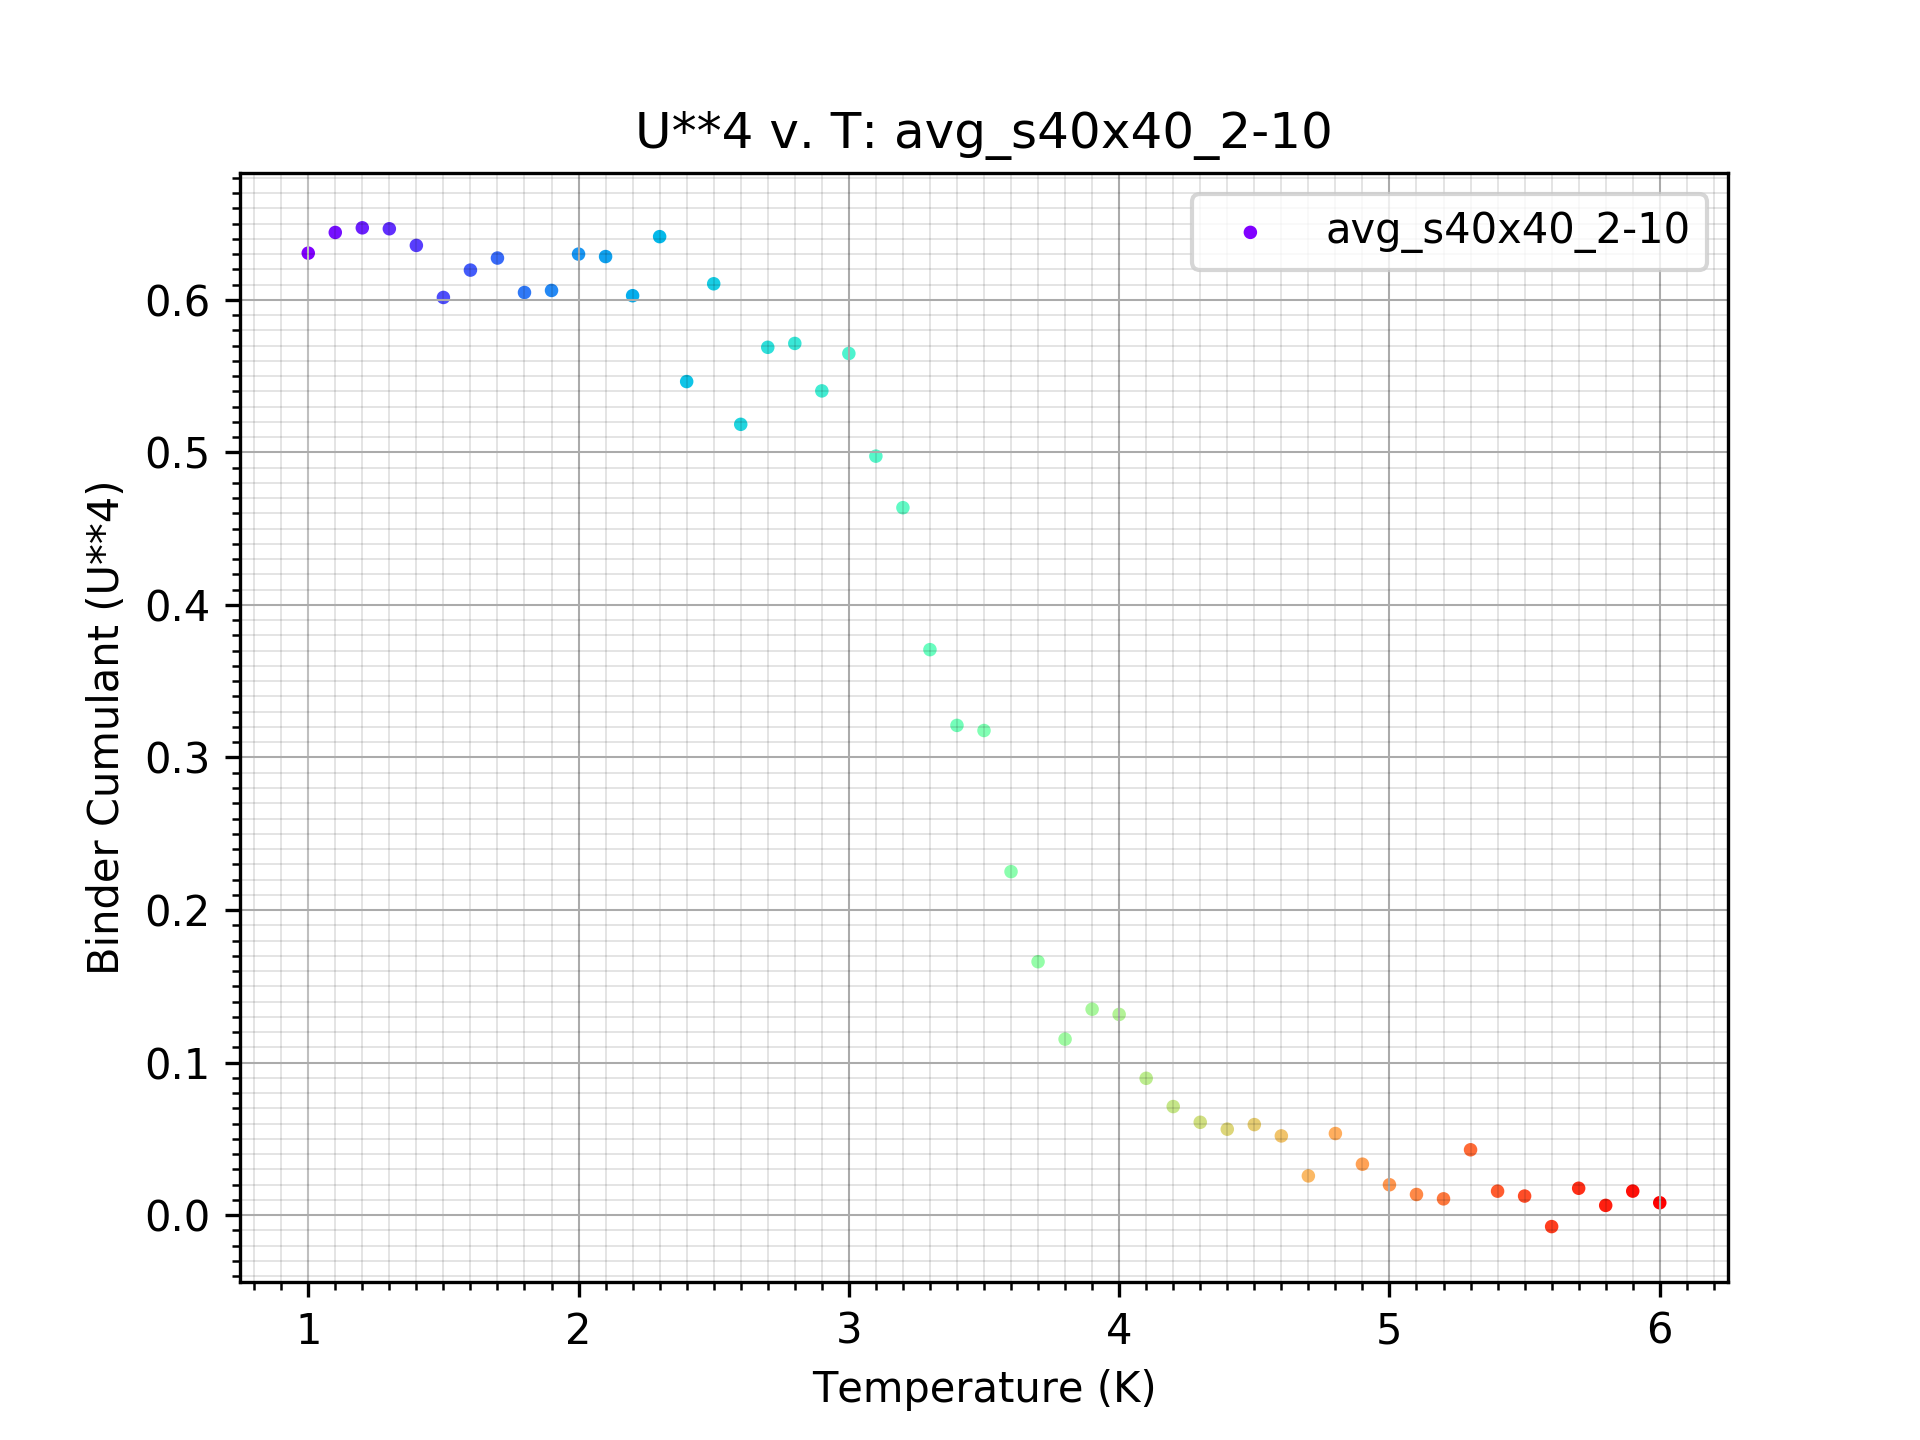 U**4 v. T: avg_s40x40_2-10
avg_s40x40_2-10
Binder Cumulant (U**4)
0.6
0.5
0.4
0.3
0.2
0.1
0.0
1 2 3 4 5 6
Temperature (K)